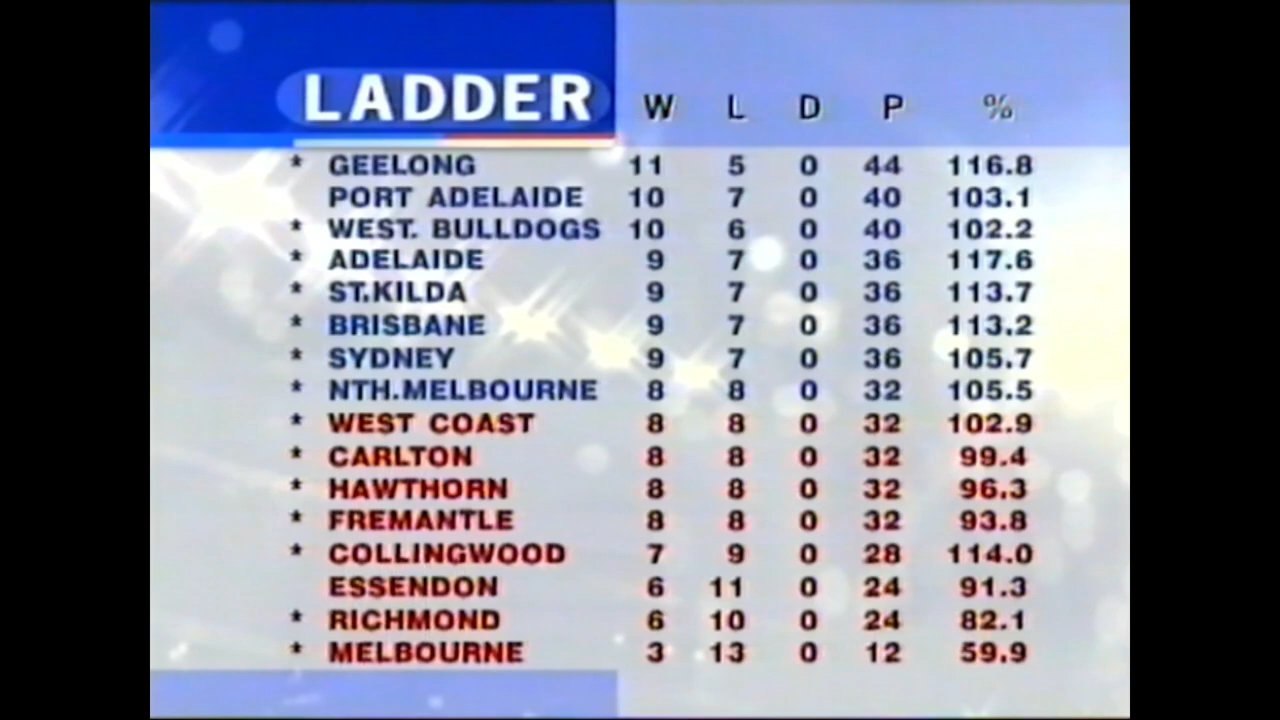 LADDER W L D P %
* GEELONG 11 5 0 44 116.8
PORT ADELAIDE 10 7 0 40 103.1
* WEST. BULLDOGS 10 6 0 40 102.2
* ADELAIDE 9 7 0 36 117.6
* ST.KILDA 9 7 0 36 113.7
* BRISBANE 9 7 0 36 113.2
* SYDNEY 9 7 0 36 105.7
* NTH.MELBOURNE 8 8 0 32 105.5
* WEST COAST 8 8 0 32 102.9
* CARLTON 8 8 0 32 99.4
* HAWTHORN 8 8 0 32 96.3
* FREMANTLE 8 8 0 32 93.8
* COLLINGWOOD 7 9 0 28 114.0
ESSENDON 6 11 0 24 91.3
* RICHMOND 6 10 0 24 82.1
* MELBOURNE 3 13 0 12 59.9